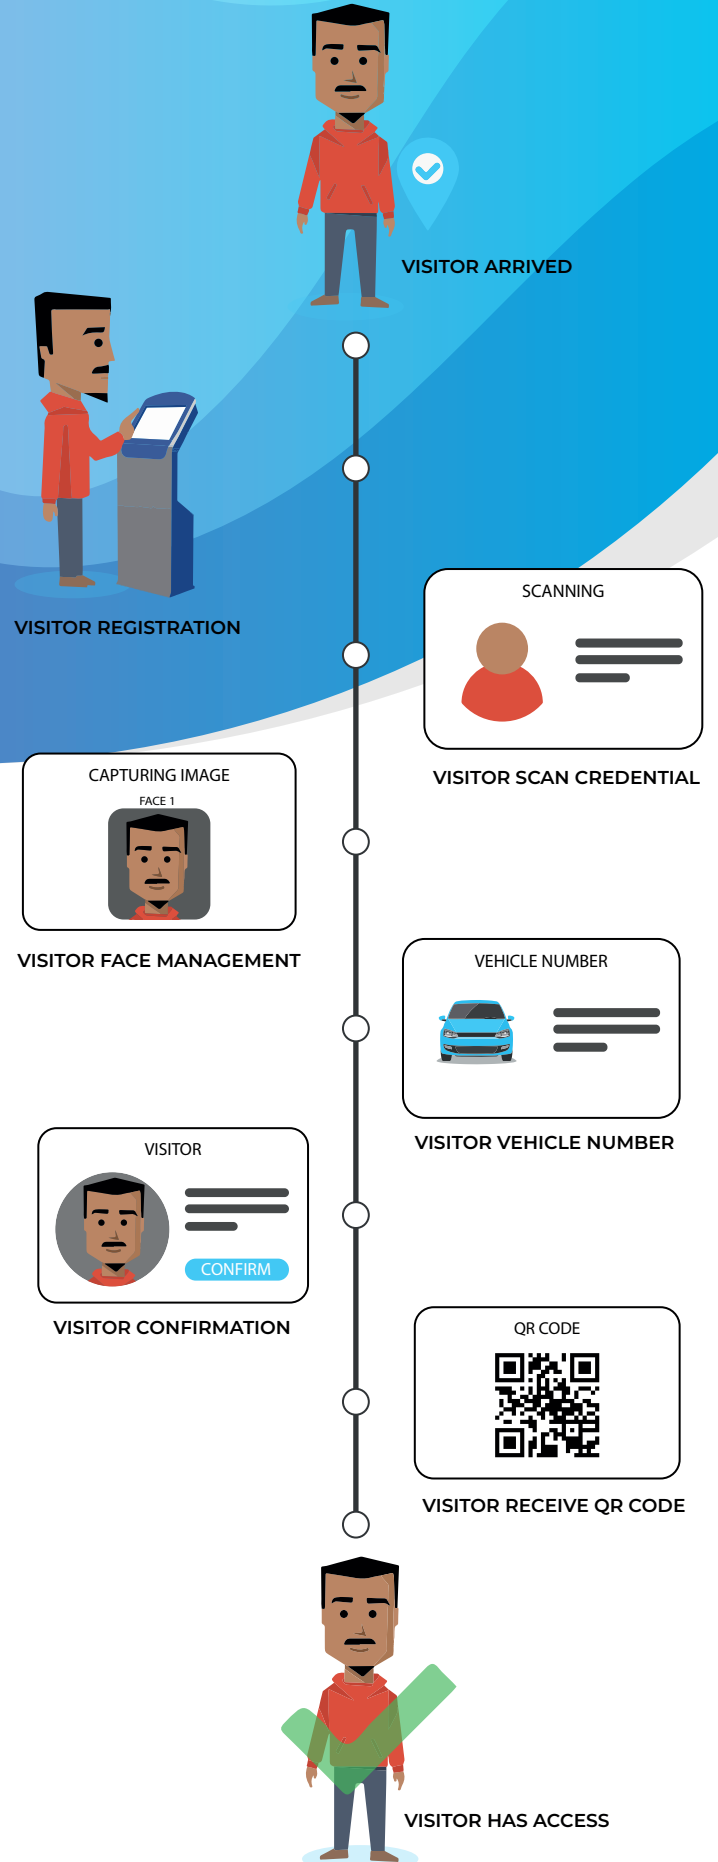 VISITOR ARRIVED
VISITOR REGISTRATION
SCANNING
VISITOR SCAN CREDENTIAL
CAPTURING IMAGE
FACE 1
VISITOR FACE MANAGEMENT
VEHICLE NUMBER
VISITOR VEHICLE NUMBER
VISITOR
CONFIRM
VISITOR CONFIRMATION
QR CODE
VISITOR RECEIVE QR CODE
VISITOR HAS ACCESS